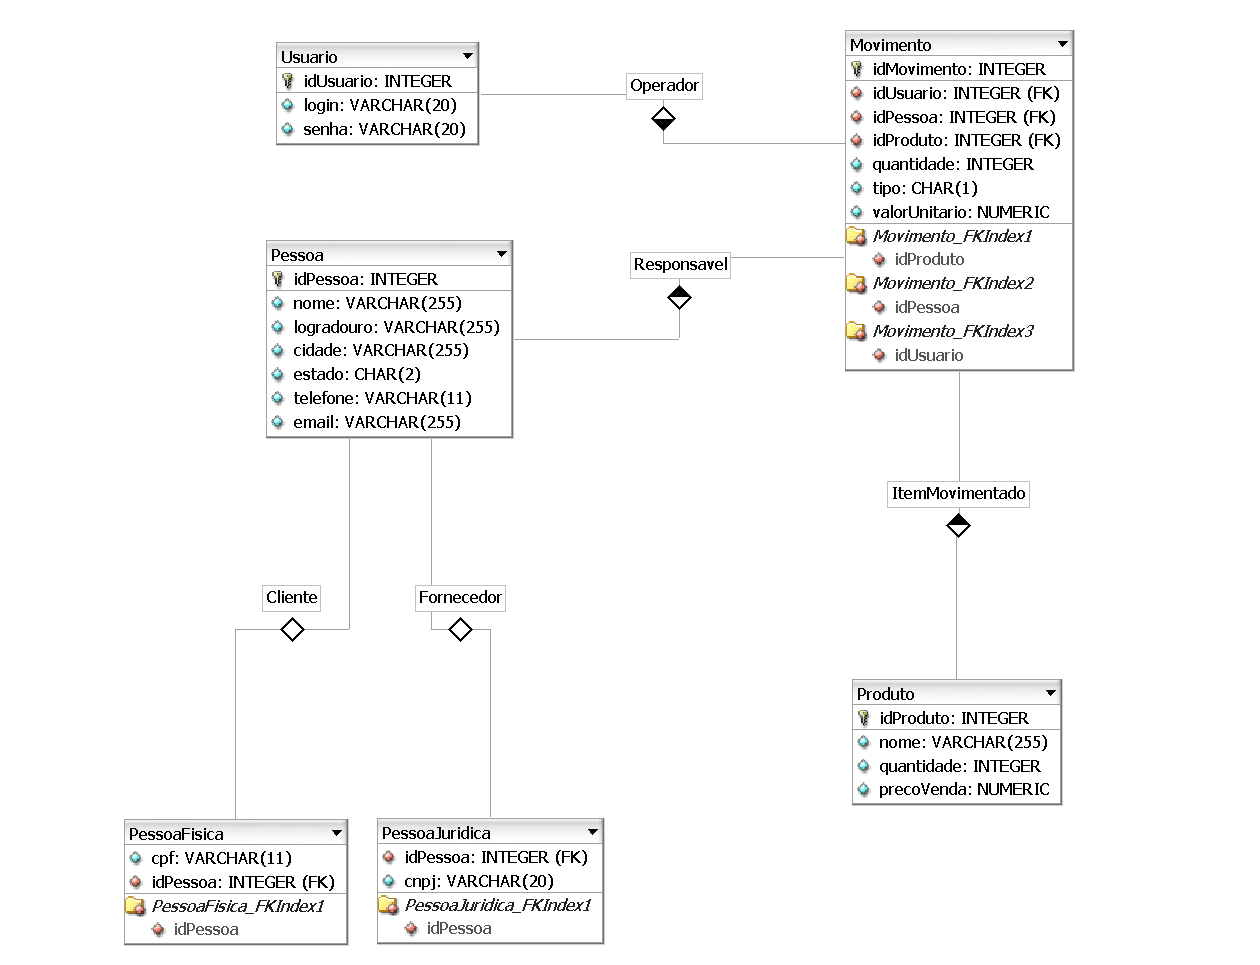 Usuario
idUsuario: INTEGER
login: VARCHAR(20)
senha: VARCHAR(20)
Operador
Movimento
idMovimento: INTEGER
idUsuario: INTEGER (FK)
idPessoa: INTEGER (FK)
idProduto: INTEGER (FK)
quantidade: INTEGER
tipo: CHAR(1)
valorUnitario: NUMERIC
Movimento_FKIndex1
idProduto
Movimento_FKIndex2
idPessoa
Movimento_FKIndex3
idUsuario
Pessoa
idPessoa: INTEGER
nome: VARCHAR(255)
logradouro: VARCHAR(255)
cidade: VARCHAR(255)
estado: CHAR(2)
telefone: VARCHAR(11)
email: VARCHAR(255)
Responsavel
ItemMovimentado
Cliente
Fornecedor
Produto
idProduto: INTEGER
nome: VARCHAR(255)
quantidade: INTEGER
precoVenda: NUMERIC
PessoaFisica
cpf: VARCHAR(11)
idPessoa: INTEGER (FK)
PessoaFisica_FKIndex1
idPessoa
PessoaJuridica
idPessoa: INTEGER (FK)
cnpj: VARCHAR(20)
PessoaJuridica_FKIndex1
idPessoa